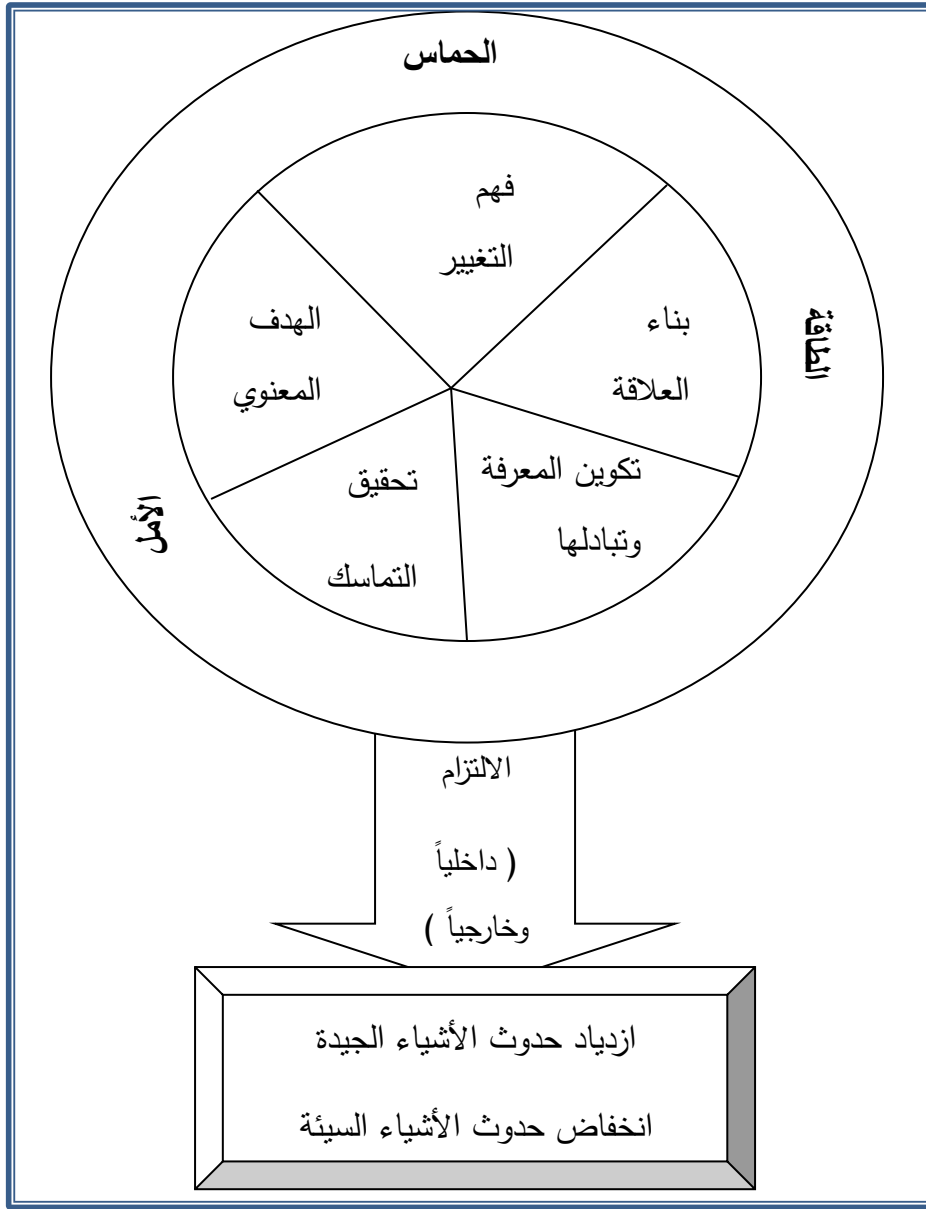 الحماس
فهم
التغيير
الهدف
المعنوي
بناء
العلاقة
الطاقة
تكوين المعرفة
وتبادلها
تحقيق
التماسك
الأمل
الالتزام
( داخلياً
وخارجياً )
ازدياد حدوث الأشياء الجيدة
انخفاض حدوث الأشياء السيئة